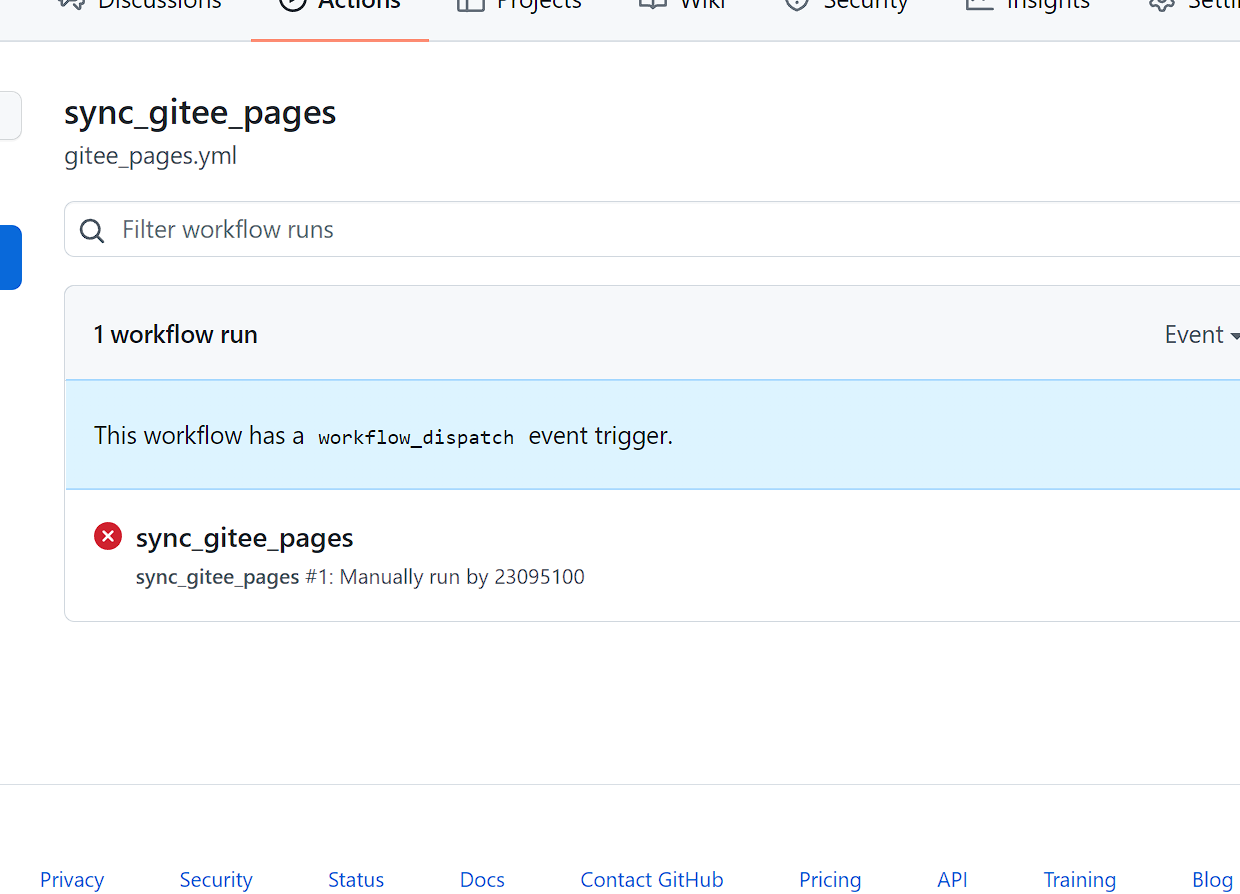 Discussions Actions Projects Wiki Security Insights
sync_gitee_pages
gitee_pages.yml
Filter workflow runs
1 workflow run Event
This workflow has a workflow_dispatch event trigger.
sync_gitee_pages
sync_gitee_pages #1: Manually run by 23095100
Privacy Security Status Docs Contact GitHub Pricing API Training Blog